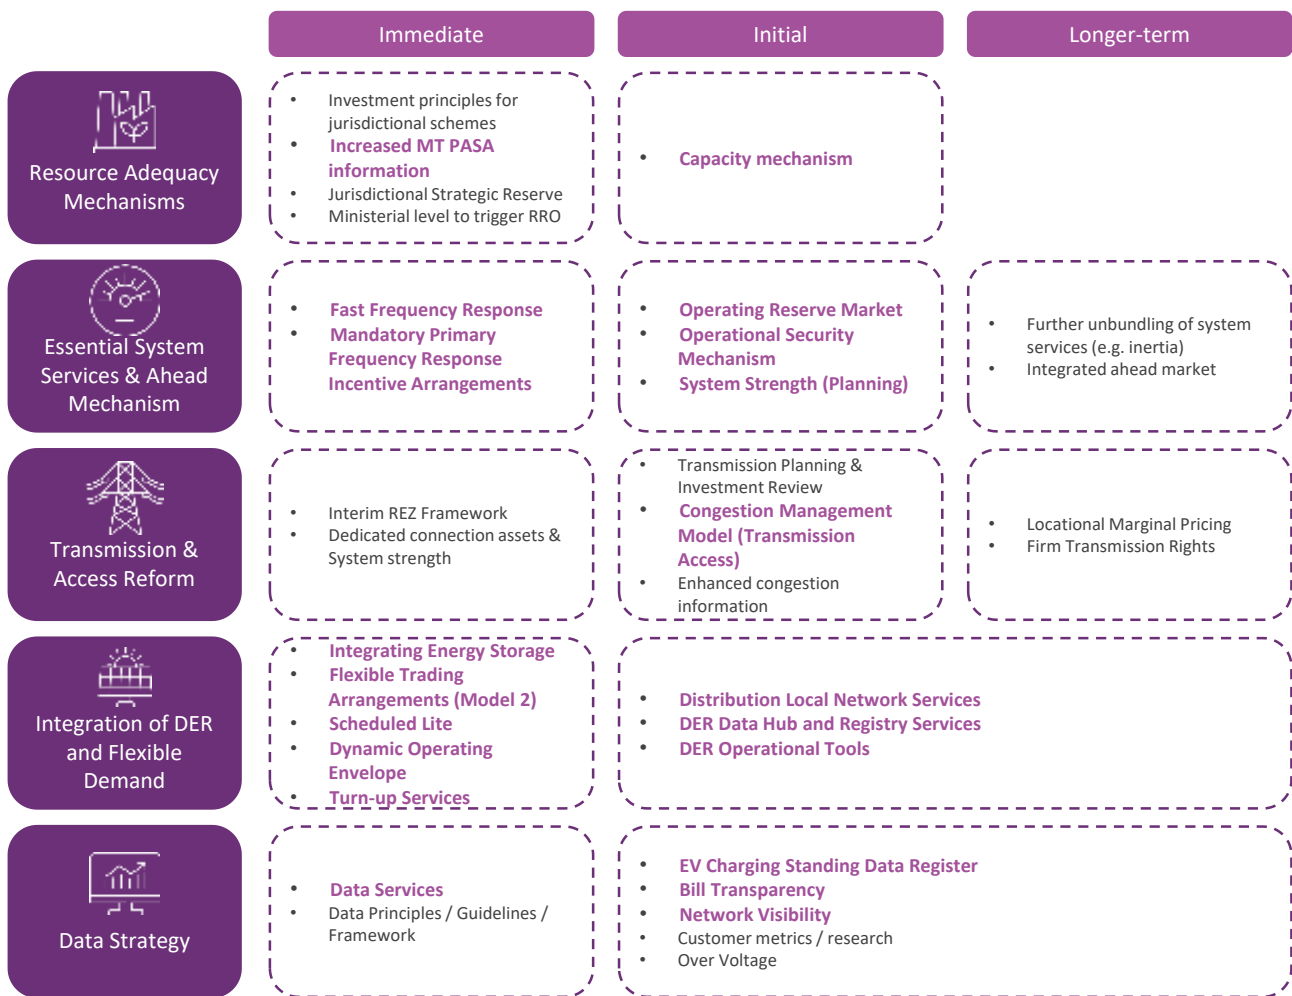 Immediate
Initial
Longer-term
Resource Adequacy
Mechanisms
• Investment principles for
jurisdictional schemes
• Increased MT PASA
information
• Jurisdictional Strategic Reserve
• Ministerial level to trigger RRO
• Capacity mechanism
Essential System
Services & Ahead
Mechanism
• Fast Frequency Response
• Mandatory Primary
Frequency Response
Incentive Arrangements
• Operating Reserve Market
• Operational Security
Mechanism
• System Strength (Planning)
• Further unbundling of system
services (e.g. inertia)
• Integrated ahead market
Transmission &
Access Reform
• Interim REZ Framework
• Dedicated connection assets &
System strength
• Transmission Planning &
Investment Review
• Congestion Management
Model (Transmission
Access)
• Enhanced congestion
information
• Locational Marginal Pricing
• Firm Transmission Rights
Integration of DER
and Flexible
Demand
• Integrating Energy Storage
• Flexible Trading
Arrangements (Model 2)
• Scheduled Lite
• Dynamic Operating
Envelope
• Turn-up Services
• Distribution Local Network Services
• DER Data Hub and Registry Services
• DER Operational Tools
Data Strategy
• Data Services
• Data Principles / Guidelines /
Framework
• EV Charging Standing Data Register
• Bill Transparency
• Network Visibility
• Customer metrics / research
• Over Voltage